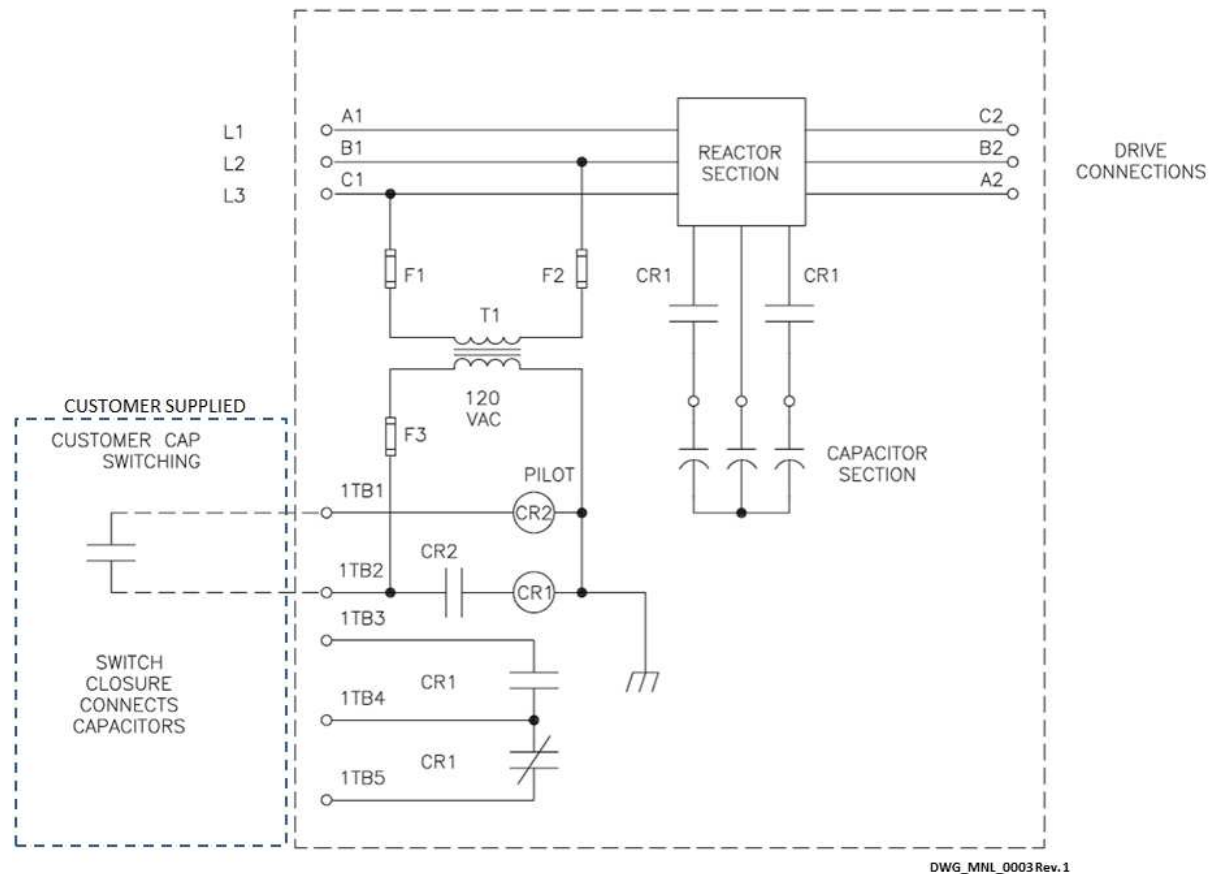 L1
A1
C2
L2
B1
B2
L3
C1
A2
REACTOR
SECTION
DRIVE
CONNECTIONS
F1
F2
CR1
CR1
T1
120
VAC
F3
CUSTOMER SUPPLIED
CUSTOMER CAP
SWITCHING
PILOT
CAPACITOR
SECTION
1TB1
CR2
CR2
1TB2
CR1
1TB3
SWITCH
CLOSURE
CONNECTS
CAPACITORS
CR1
1TB4
CR1
1TB5
DWG_MNL_0003 Rev. 1